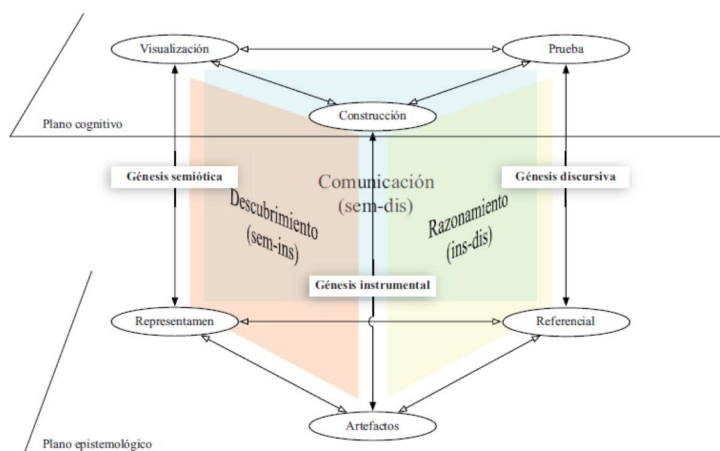 Visualización
Prueba
Construcción
Plano cognitivo
Génesis semiótica
Génesis discursiva
Comunicación
(sem-dis)
Descubrimiento
(sem-ins)
Razonamiento
(ins-dis)
Génesis instrumental
Representamen
Referencial
Artefactos
Plano epistemológico